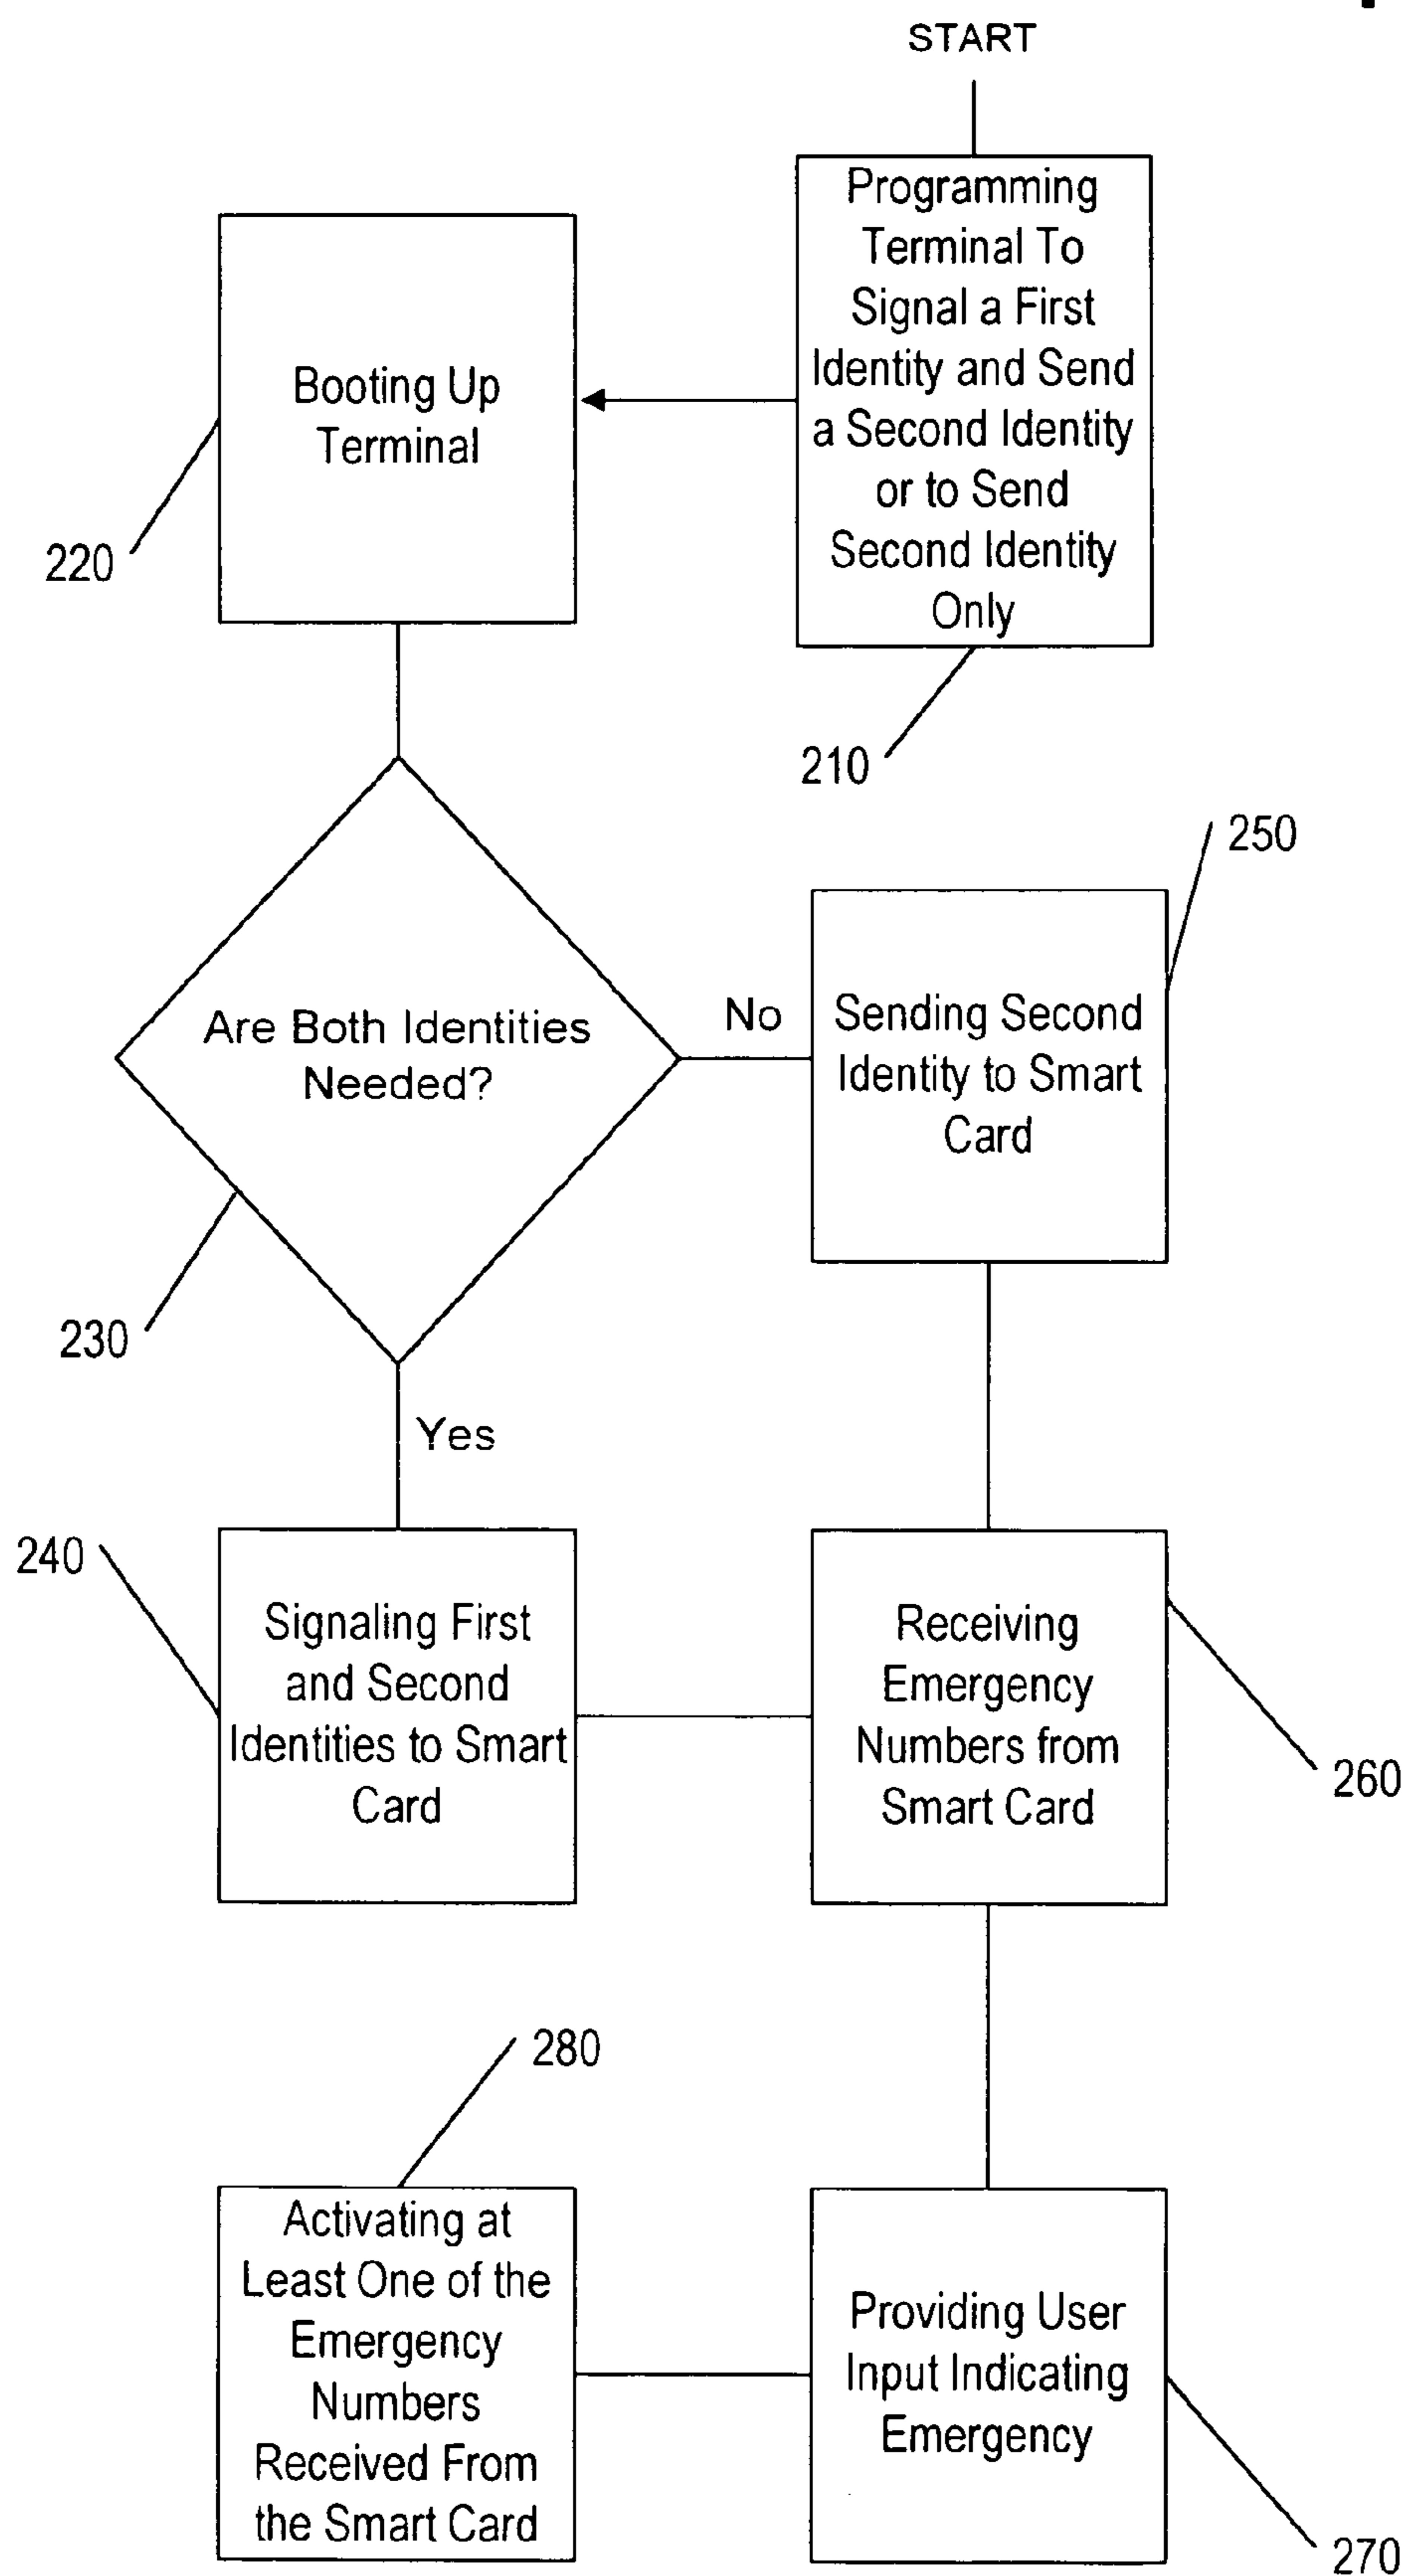 START
Programming
Terminal To
Signal a First
Identity and Send
a Second Identity
or to Send
Second Identity
Only
210
Booting Up
Terminal
220
Are Both Identities
Needed?
230
No
Yes
Sending Second
Identity to Smart
Card
250
Signaling First
and Second
Identities to Smart
Card
240
Receiving
Emergency
Numbers from
Smart Card
260
Providing User
Input Indicating
Emergency
270
Activating at
Least One of the
Emergency
Numbers
Received From
the Smart Card
280